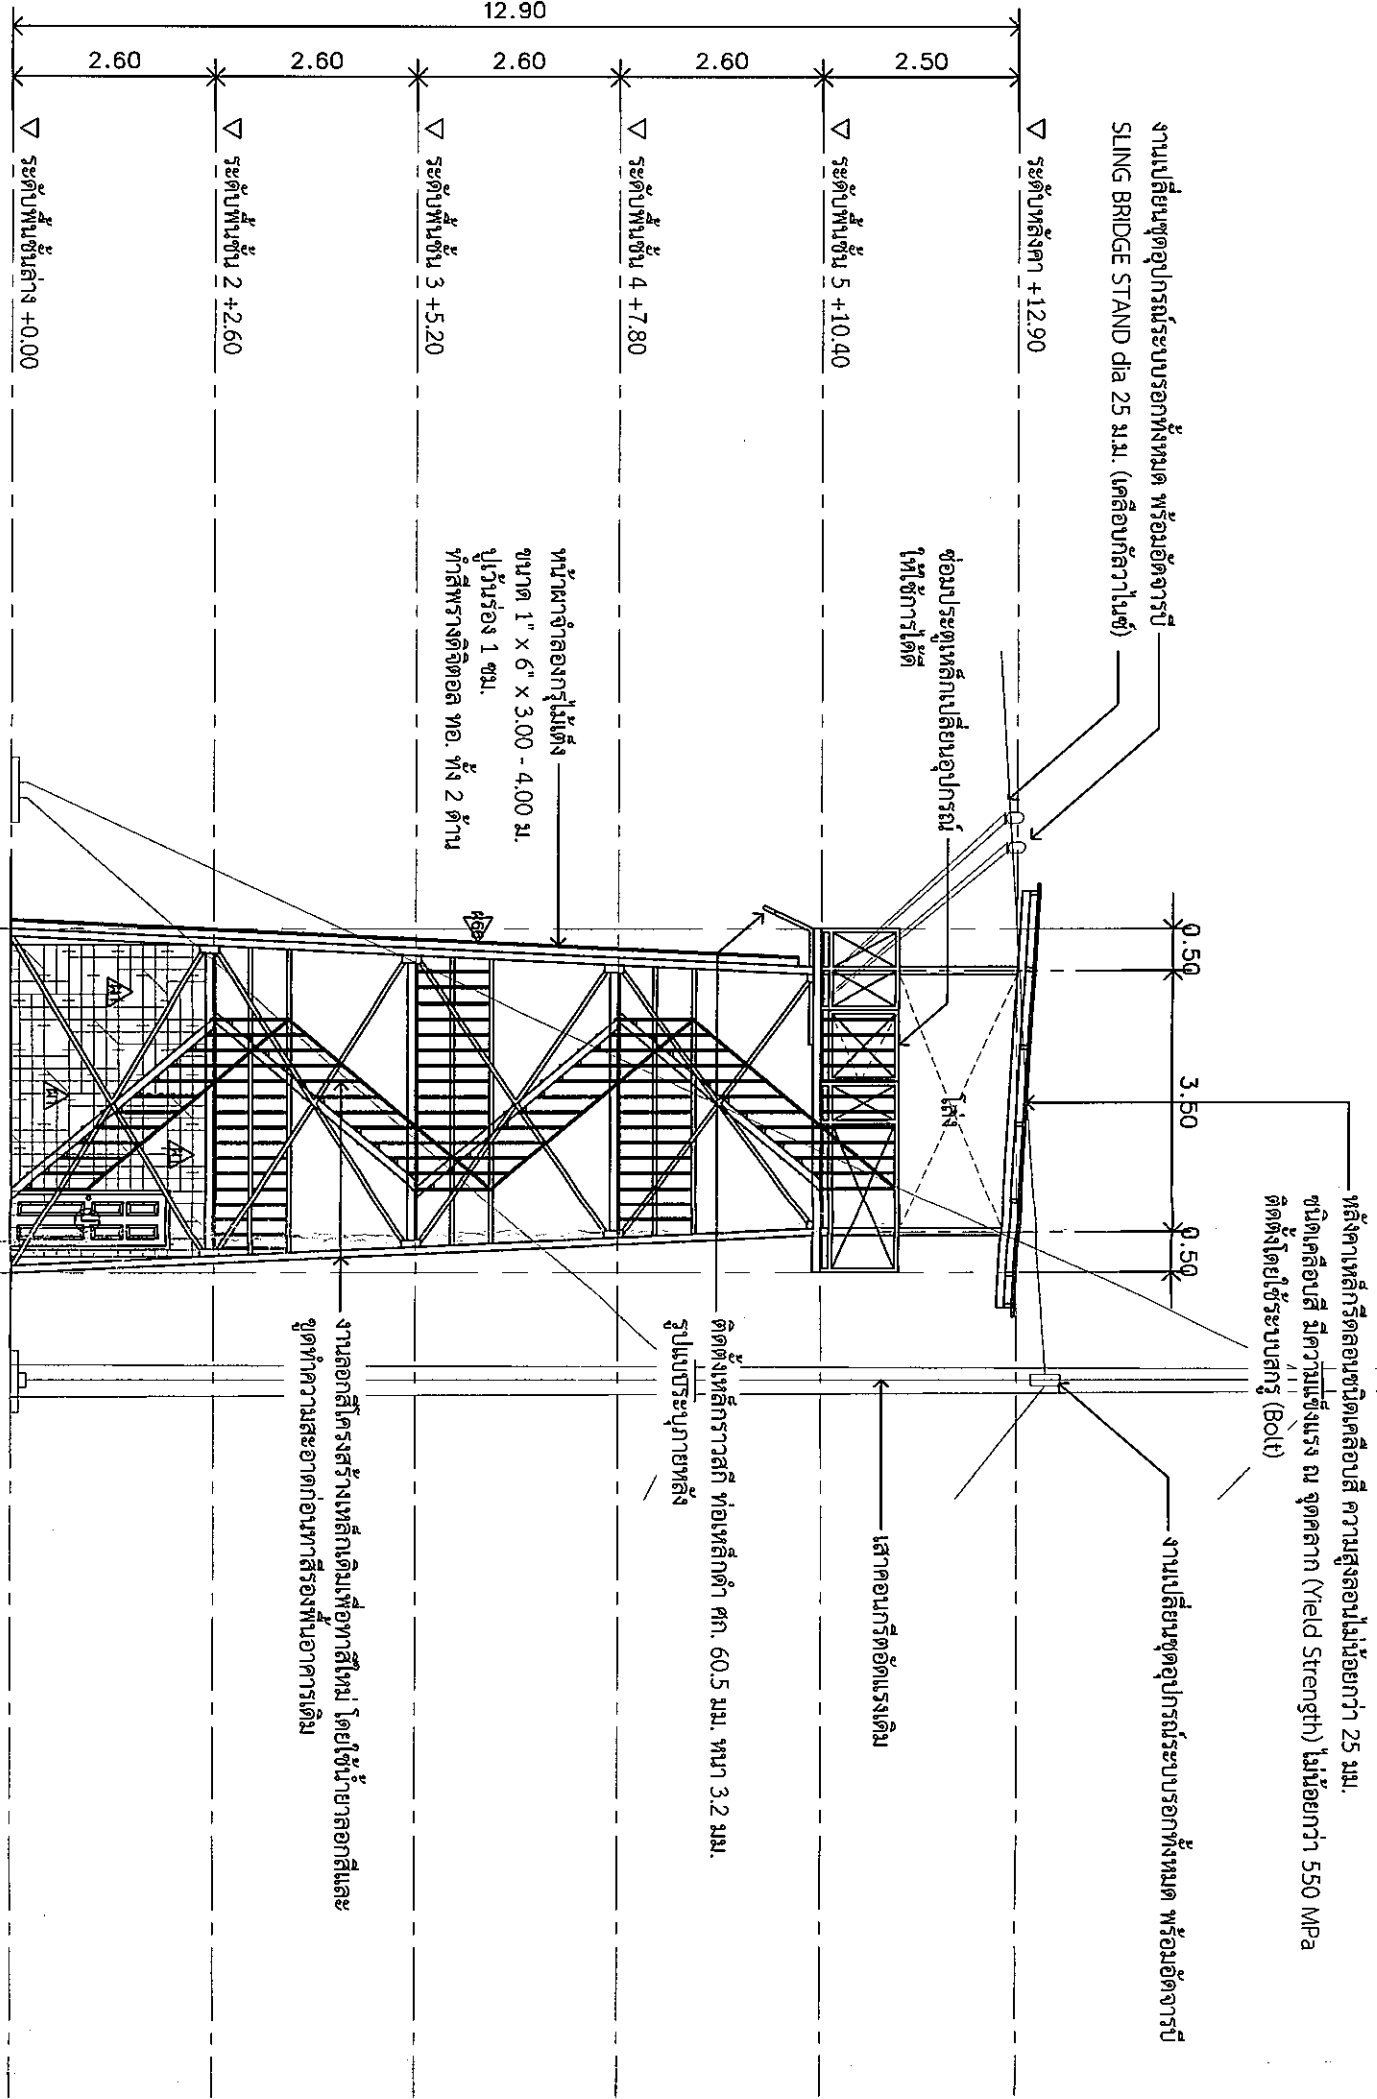 งานเปลี่ยนชุดอุปกรณ์ระบบรอกทั้งหมด พร้อมอัดจารบี
SLING BRIDGE STAND dia 25 ม.ม. (เคลือบกัลวาไนซ์)
หลังคาเหล็กรีดลอนชนิดเคลือบสี ความสูงลอนไม่น้อยกว่า 25 มม.
ชนิดเคลือบสี มีความแข็งแรง ณ จุดคลาก (Yield Strength) ไม่น้อยกว่า 550 MPa
ติดตั้งโดยใช้ระบบสกรู (Bolt)
0.50
3.50
0.50
งานเปลี่ยนชุดอุปกรณ์ระบบรอกทั้งหมด พร้อมอัดจารบี
12.90
2.50
2.60
2.60
2.60
2.60
ระดับหลังคา +12.90
ระดับพื้นชั้น 5 +10.40
ระดับพื้นชั้น 4 +7.80
ระดับพื้นชั้น 3 +5.20
ระดับพื้นชั้น 2 +2.60
ระดับพื้นชั้นล่าง +0.00
ซ่อมประตูเหล็กเปลี่ยนอุปกรณ์
ให้ใช้การได้ดี
โล่ง
เสาคอนกรีตอัดแรงเดิม
หน้าผาจำลองกรุไม้เต็ง
ขนาด 1" x 6" x 3.00 - 4.00 ม.
ปูเว้นร่อง 1 ซม.
ทำสีพรางดิจิตอล ทอ. ทั้ง 2 ด้าน
ติดตั้งเหล็กราวสกี ท่อเหล็กดำ ศก. 60.5 มม. หนา 3.2 มม.
รูปแบบระบุภายหลัง
งานลอกสีโครงสร้างเหล็กเดิมเพื่อทาสีใหม่ โดยใช้น้ำยาลอกสีและ
ขูดทำความสะอาดก่อนทาสีรองพื้นอาคารเดิม